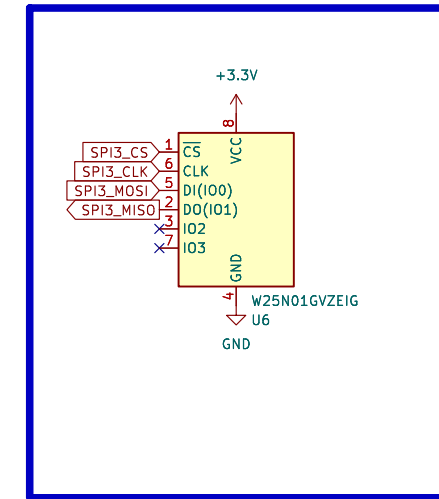 +3.3V
8
VCC
SPI3_CS 1 CS
SPI3_CLK 6 CLK
SPI3_MOSI 5 DI(IO0)
SPI3_MISO 2 DO(IO1)
3 IO2
7 IO3
GND
4
W25N01GVZEIG
U6
GND